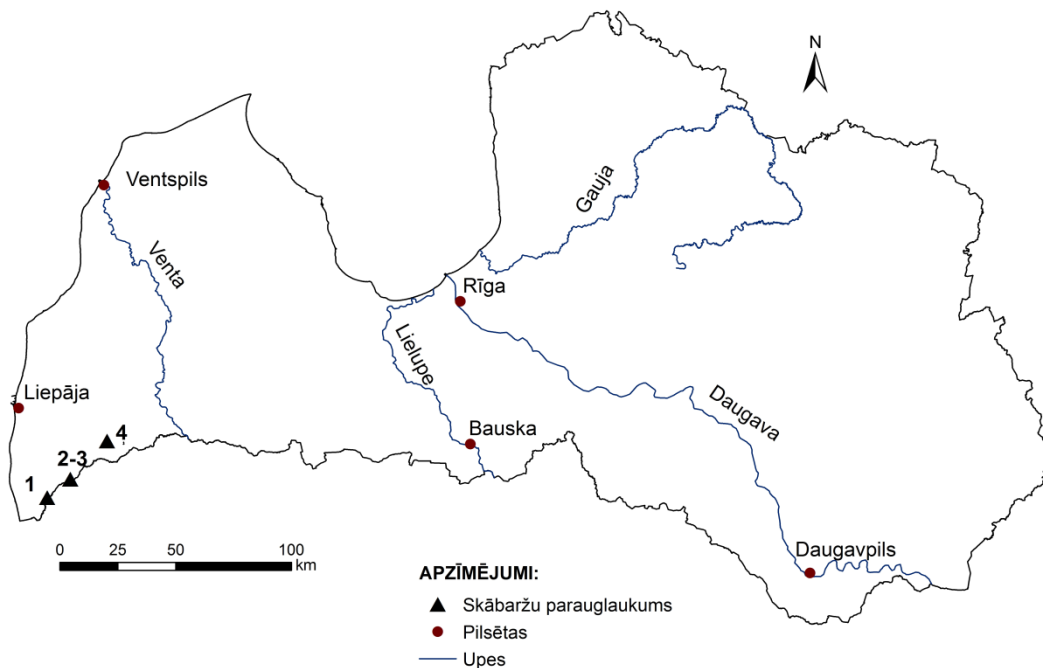 N
Ventspils
Venta
Gauja
Rīga
Lielupe
Liepāja
Daugava
Bauska
4
2-3
1
Daugavpils
0 25 50 100
km
APZĪMĒJUMI:
Skābaržu parauglaukums
Pilsētas
Upes